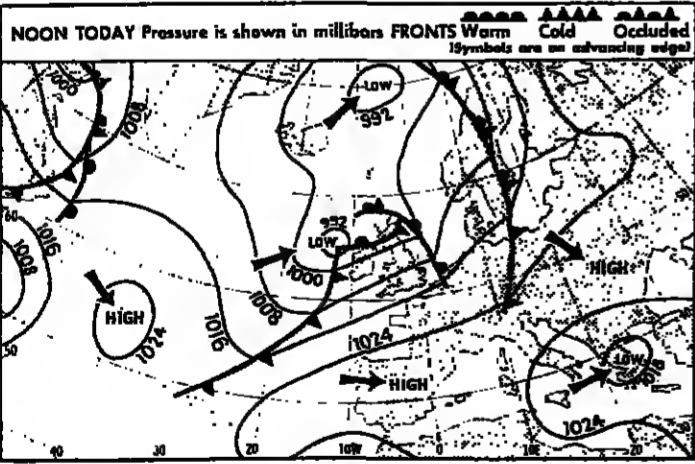 NOON TODAY Pressure is shown in millibars FRONTS Warm Cold Occluded
(Symbols are on advancing edge)
1000
1008
LOW
992
60
1016
1008
992
LOW
1000
HIGH
HIGH
1008
1016
1024
1024
50
LOW
1016
HIGH
1024
40
30
20
10W
0
10E
20